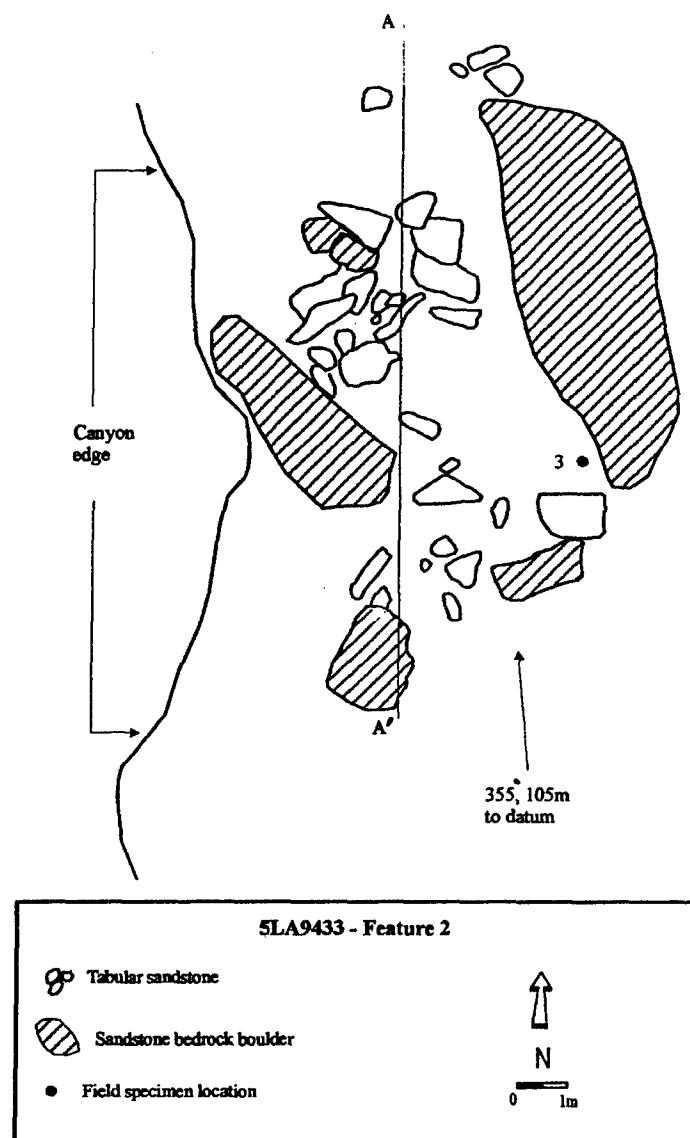 A
Canyon
edge
3
A'
355°, 105m
to datum
5LA9433 - Feature 2
Tabular sandstone
Sandstone bedrock boulder
Field specimen location
N
0 1m